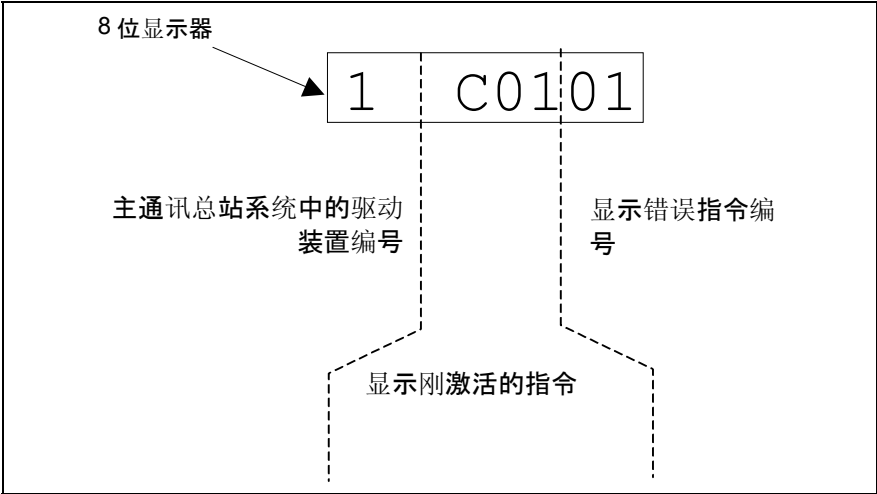 8 位显示器
1 C0101
主通讯总站系统中的驱动
装置编号
显示错误指令编
号
显示刚激活的指令